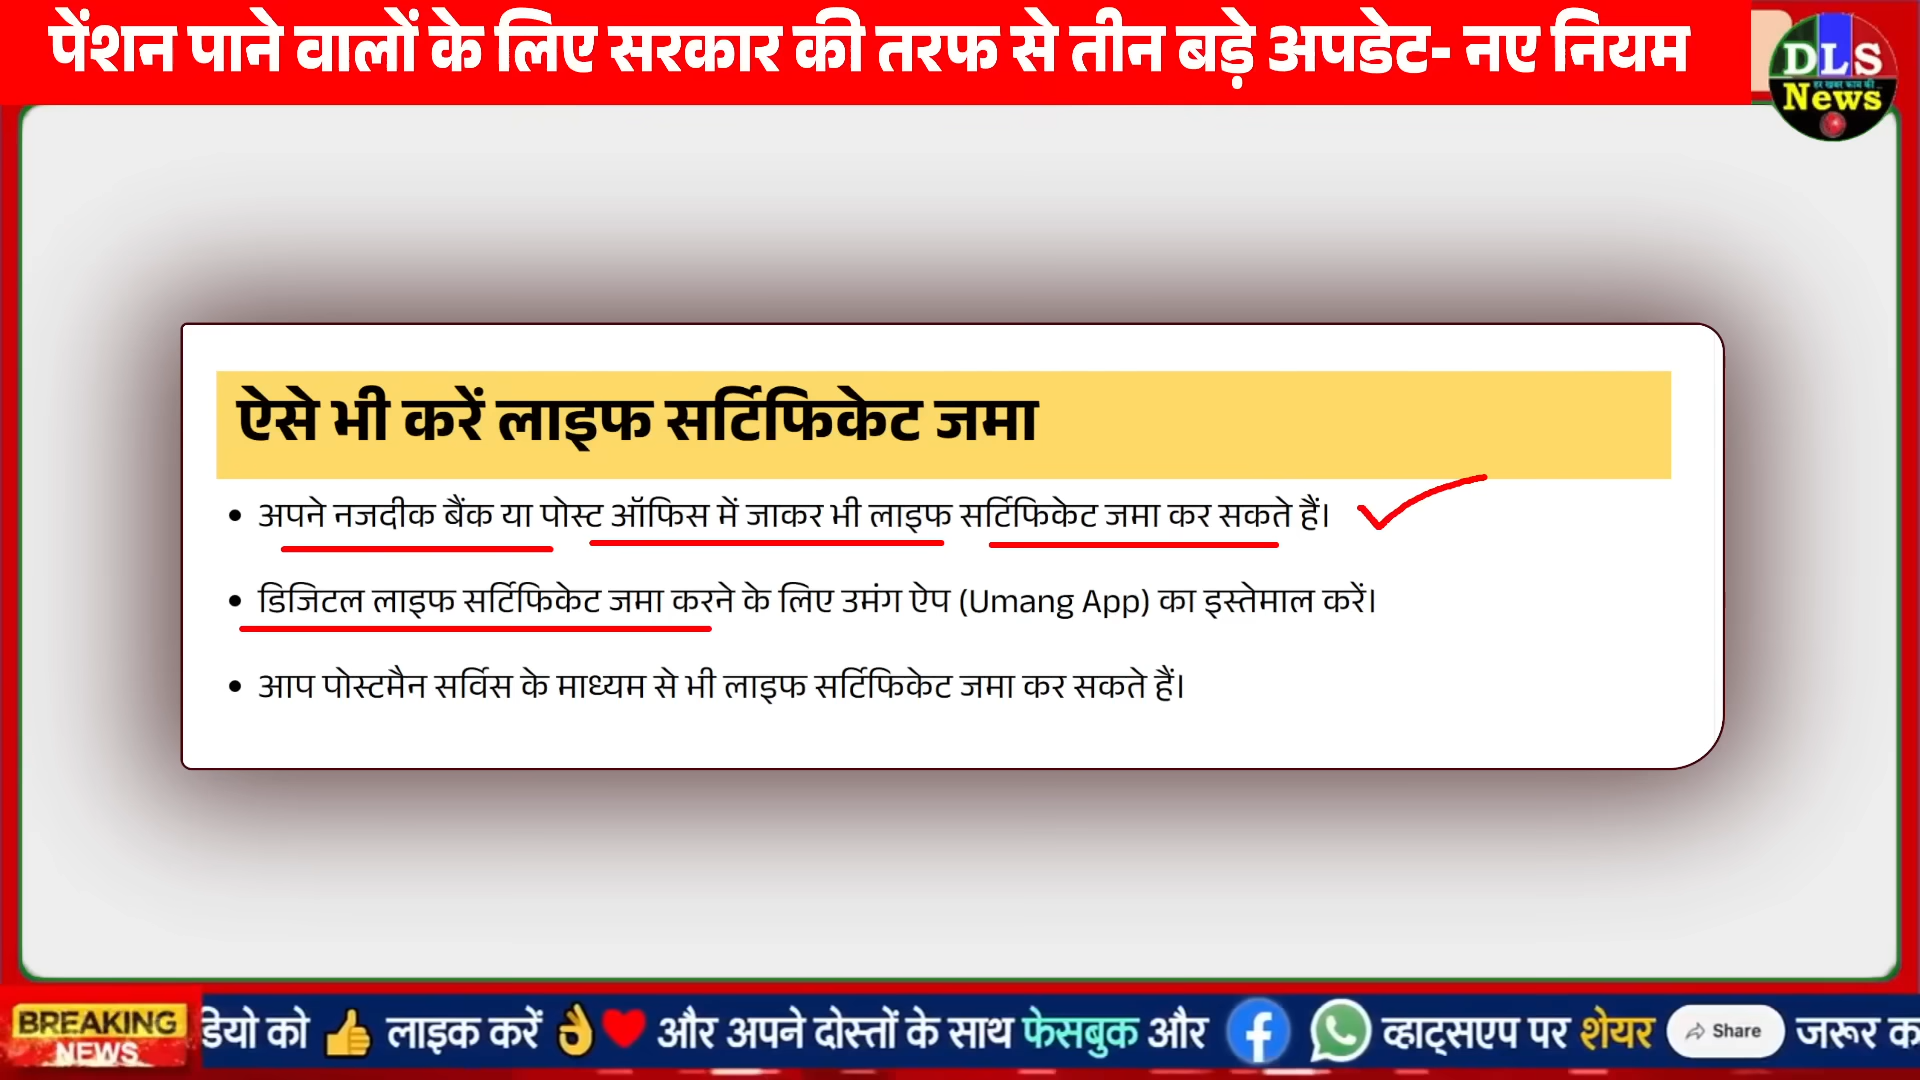 पेंशन पाने वालों के लिए सरकार की तरफ से तीन बड़े अपडेट- नए नियम
DLS
हर खबर काम की
News
ऐसे भी करें लाइफ सर्टिफिकेट जमा
• अपने नजदीक बैंक या पोस्ट ऑफिस में जाकर भी लाइफ सर्टिफिकेट जमा कर सकते हैं।
• डिजिटल लाइफ सर्टिफिकेट जमा करने के लिए उमंग ऐप (Umang App) का इस्तेमाल करें।
• आप पोस्टमैन सर्विस के माध्यम से भी लाइफ सर्टिफिकेट जमा कर सकते हैं।
BREAKING
NEWS
डियो को 👍 लाइक करें 👌❤️ और अपने दोस्तों के साथ फेसबुक और व्हाट्सएप पर शेयर Share जरूर क